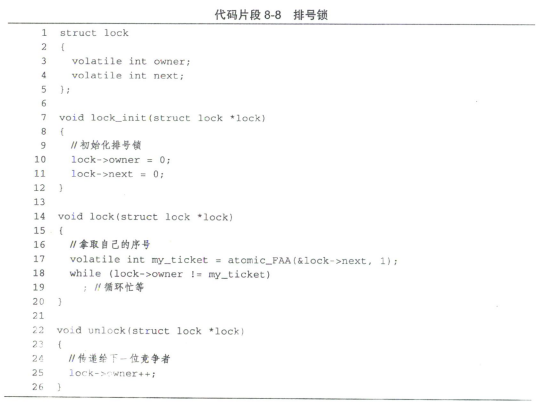 代码片段 8-8 排号锁
1 struct lock
2 {
3 volatile int owner;
4 volatile int next;
5 };
6
7 void lock_init(struct lock *lock)
8 {
9 //初始化排号锁
10 lock->owner = 0;
11 lock->next = 0;
12 }
13
14 void lock(struct lock *lock)
15 {
16 //拿取自己的序号
17 volatile int my_ticket = atomic_FAA(&lock->next, 1);
18 while (lock->owner != my_ticket)
19 ; //循环忙等
20 }
21
22 void unlock(struct lock *lock)
23 {
24 //传递给下一位竞争者
25 lock->owner++;
26 }